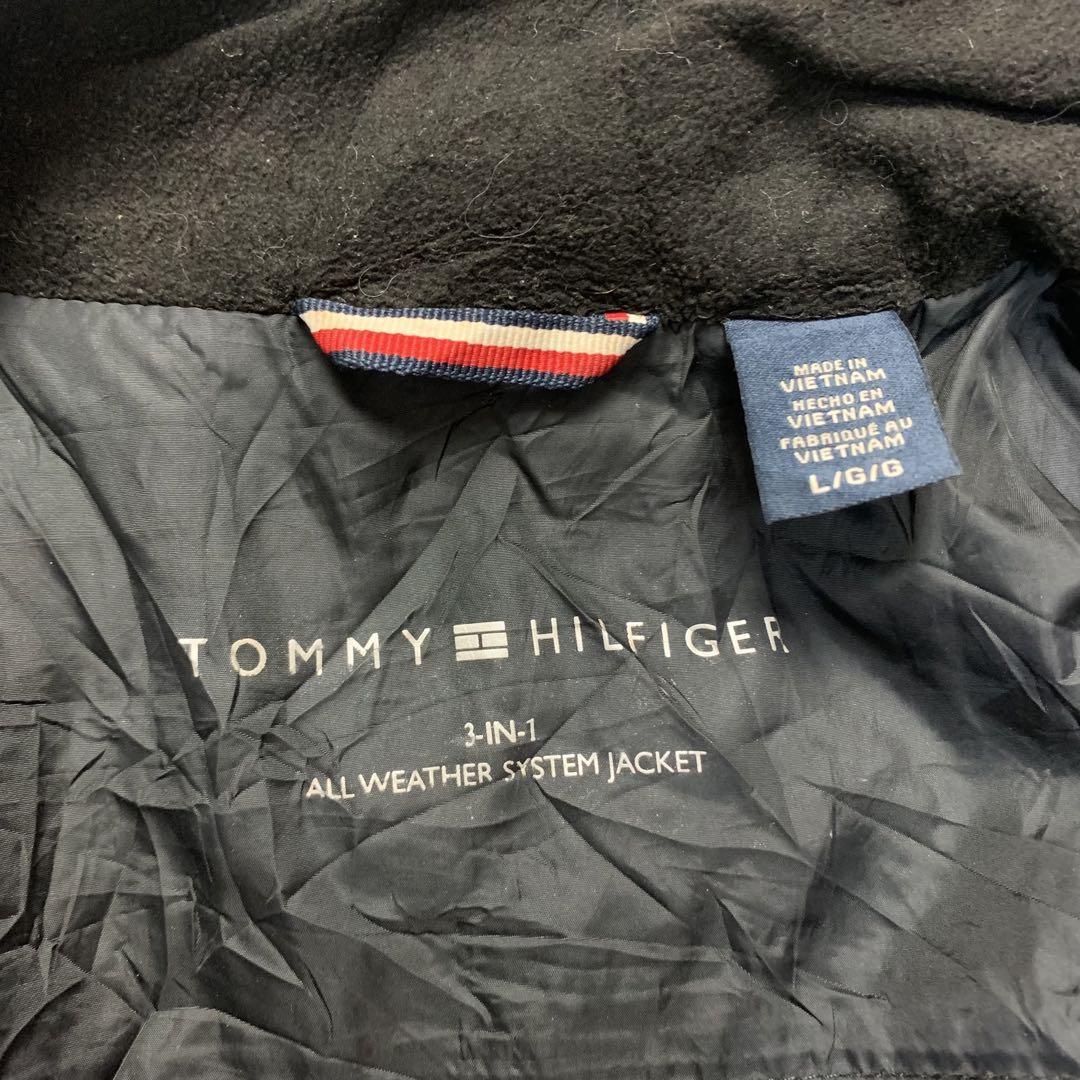 MADE IN
VIETNAM
HECHO EN
VIETNAM
FABRIQUÉ AU
VIETNAM
L/G/G
TOMMY HILFIGER
3-IN-1
ALL WEATHER SYSTEM JACKET